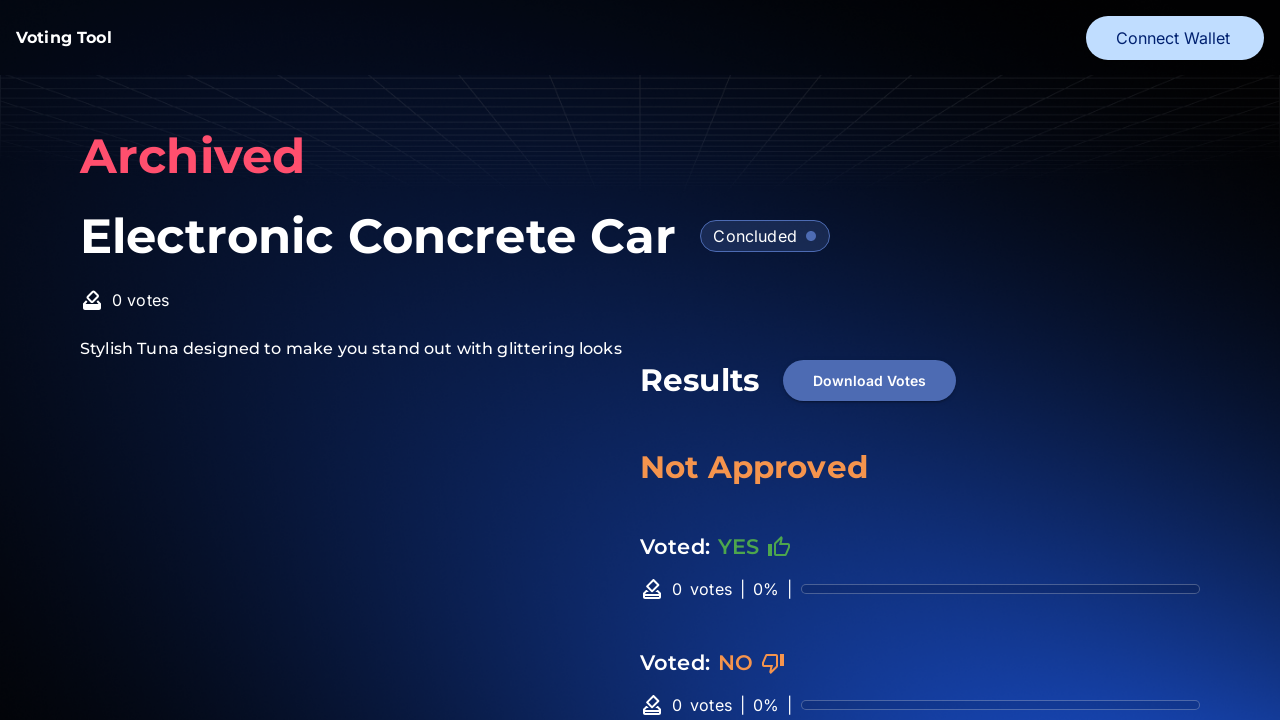 Voting Tool
Connect Wallet
Archived
Electronic Concrete Car
Concluded
0 votes
Stylish Tuna designed to make you stand out with glittering looks
Results
Download Votes
Not Approved
Voted: YES
0 votes | 0% |
Voted: NO
0 votes | 0% |